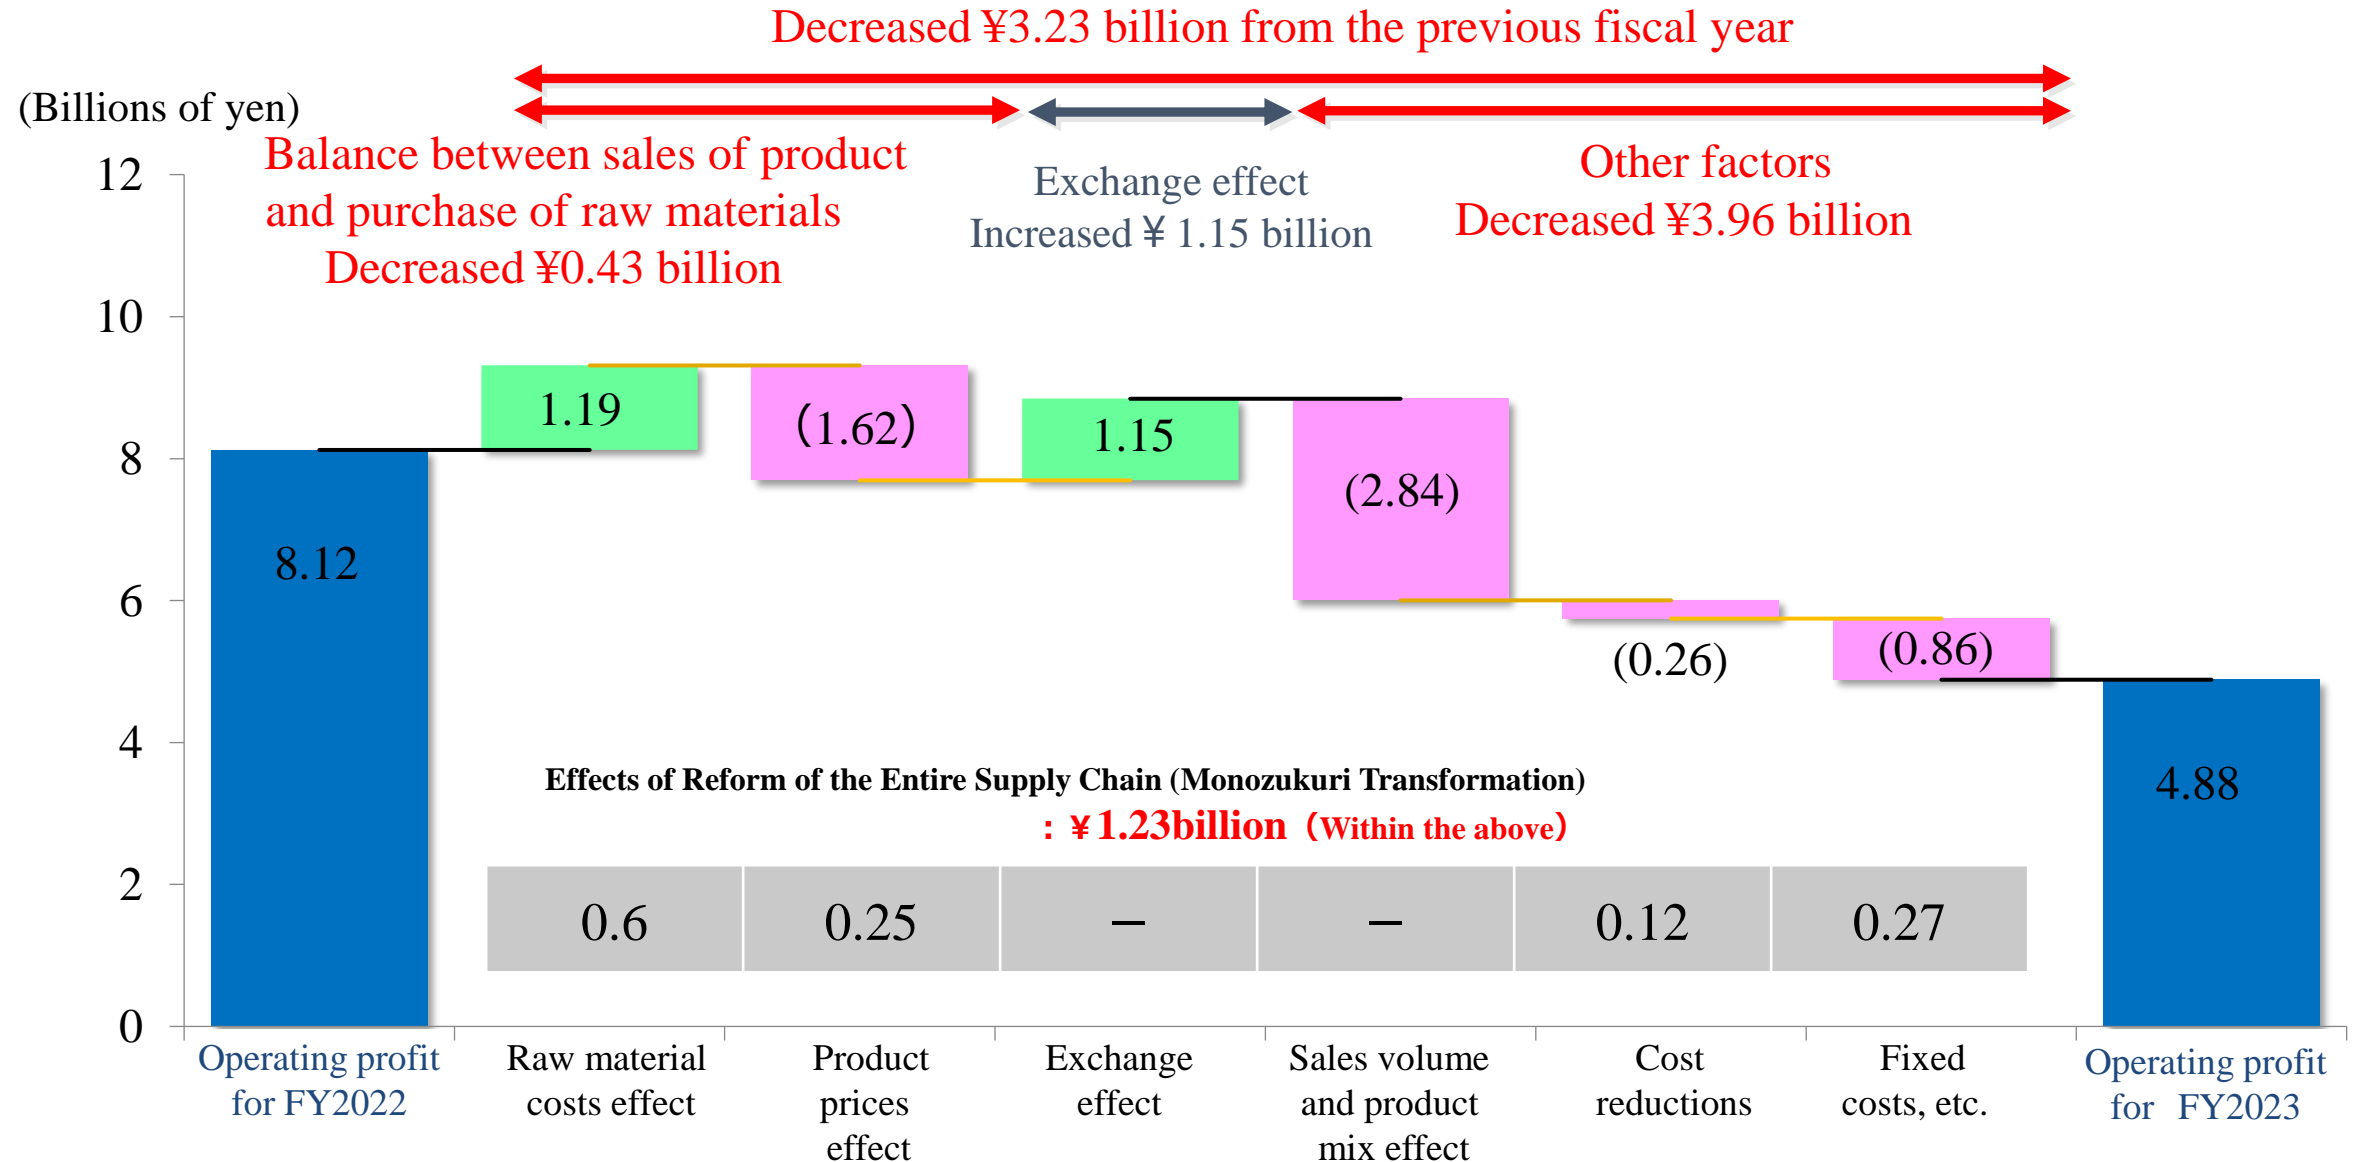 Decreased ¥3.23 billion from the previous fiscal year
(Billions of yen)
Balance between sales of product
and purchase of raw materials
Decreased ¥0.43 billion
Exchange effect
Increased ¥ 1.15 billion
Other factors
Decreased ¥3.96 billion
12
10
8
6
4
2
0
8.12
1.19
(1.62)
1.15
(2.84)
(0.26)
(0.86)
4.88
Effects of Reform of the Entire Supply Chain (Monozukuri Transformation)
: ¥1.23billion (Within the above)
0.6
0.25
—
—
0.12
0.27
Operating profit
for FY2022
Raw material
costs effect
Product
prices
effect
Exchange
effect
Sales volume
and product
mix effect
Cost
reductions
Fixed
costs, etc.
Operating profit
for FY2023